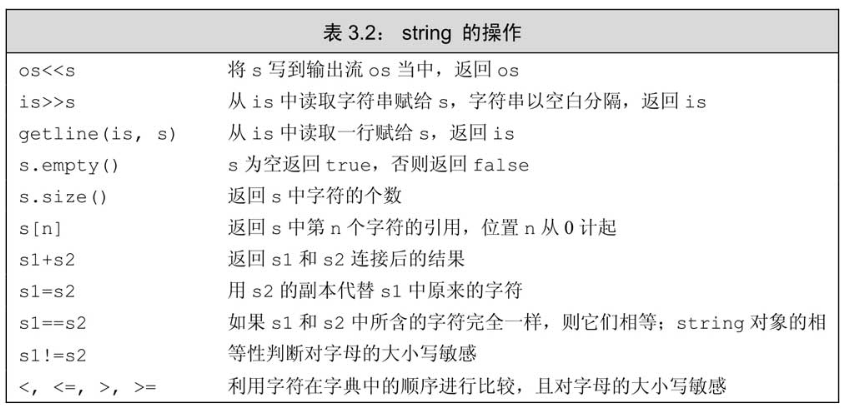 表 3.2： string 的操作
os<<s 将 s 写到输出流 os 当中，返回 os
is>>s 从 is 中读取字符串赋给 s，字符串以空白分隔，返回 is
getline(is, s) 从 is 中读取一行赋给 s，返回 is
s.empty() s 为空返回 true，否则返回 false
s.size() 返回 s 中字符的个数
s[n] 返回 s 中第 n 个字符的引用，位置 n 从 0 计起
s1+s2 返回 s1 和 s2 连接后的结果
s1=s2 用 s2 的副本代替 s1 中原来的字符
s1==s2 如果 s1 和 s2 中所含的字符完全一样，则它们相等；string 对象的相
s1!=s2 等性判断对字母的大小写敏感
<, <=, >, >= 利用字符在字典中的顺序进行比较，且对字母的大小写敏感